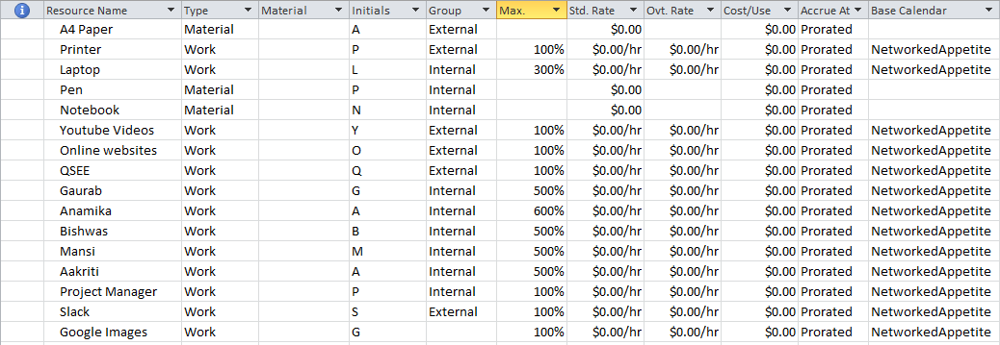 Resource Name Type Material Initials Group Max. Std. Rate Ovt. Rate Cost/Use Accrue At Base Calendar
A4 Paper Material A External $0.00 $0.00 Prorated
Printer Work P External 100% $0.00/hr $0.00/hr $0.00 Prorated NetworkedAppetite
Laptop Work L Internal 300% $0.00/hr $0.00/hr $0.00 Prorated NetworkedAppetite
Pen Material P Internal $0.00 $0.00 Prorated
Notebook Material N Internal $0.00 $0.00 Prorated
Youtube Videos Work Y External 100% $0.00/hr $0.00/hr $0.00 Prorated NetworkedAppetite
Online websites Work O External 100% $0.00/hr $0.00/hr $0.00 Prorated NetworkedAppetite
QSEE Work Q External 100% $0.00/hr $0.00/hr $0.00 Prorated NetworkedAppetite
Gaurab Work G Internal 500% $0.00/hr $0.00/hr $0.00 Prorated NetworkedAppetite
Anamika Work A Internal 600% $0.00/hr $0.00/hr $0.00 Prorated NetworkedAppetite
Bishwas Work B Internal 500% $0.00/hr $0.00/hr $0.00 Prorated NetworkedAppetite
Mansi Work M Internal 500% $0.00/hr $0.00/hr $0.00 Prorated NetworkedAppetite
Aakriti Work A Internal 500% $0.00/hr $0.00/hr $0.00 Prorated NetworkedAppetite
Project Manager Work P Internal 100% $0.00/hr $0.00/hr $0.00 Prorated NetworkedAppetite
Slack Work S External 100% $0.00/hr $0.00/hr $0.00 Prorated NetworkedAppetite
Google Images Work G 100% $0.00/hr $0.00/hr $0.00 Prorated NetworkedAppetite